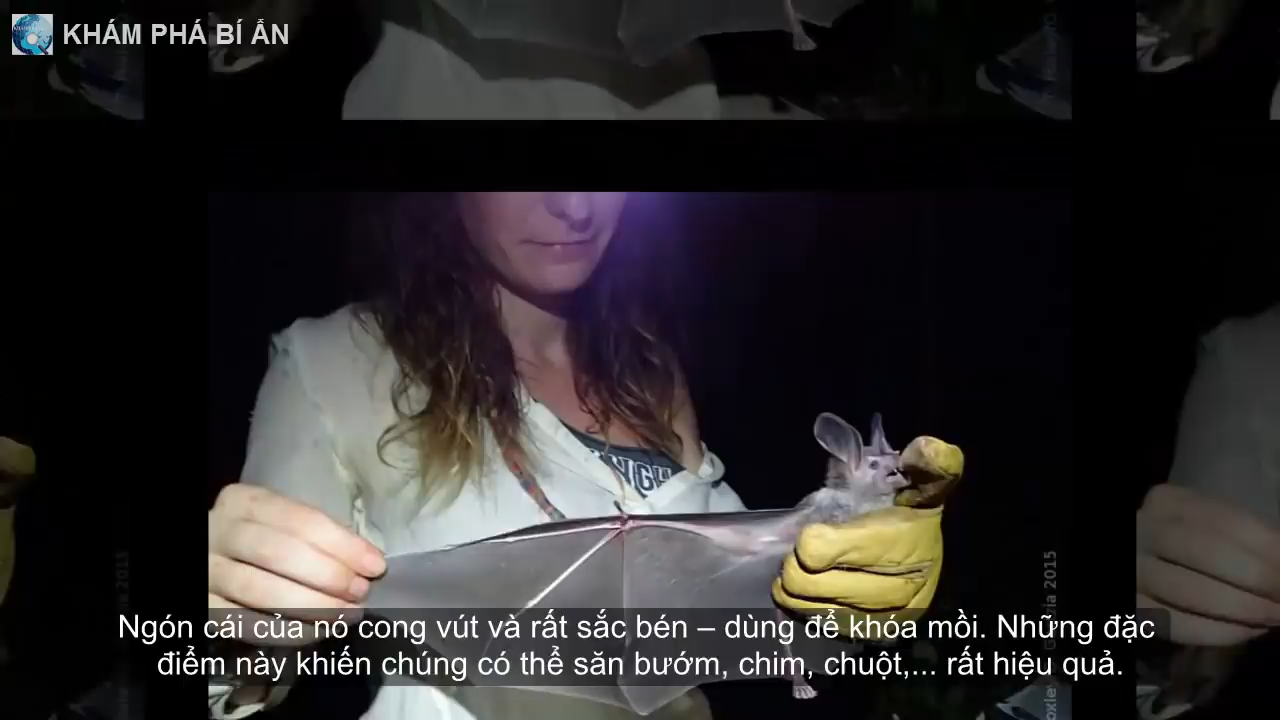 KHÁM PHÁ BÍ ẨN
Ngón cái của nó cong vút và rất sắc bén – dùng để khóa mồi. Những đặc
điểm này khiến chúng có thể săn bướm, chim, chuột,... rất hiệu quả.
2015